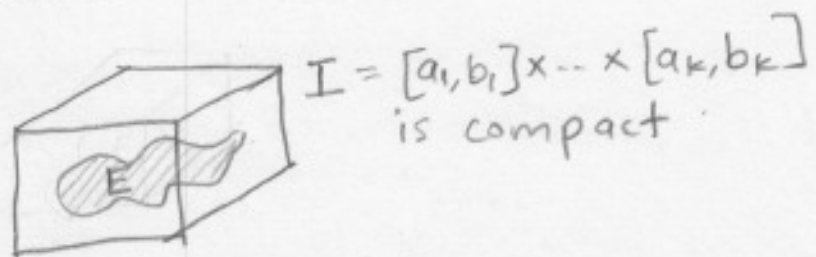 I = [a₁,b₁]×...×[aₖ,bₖ]
is compact.
E